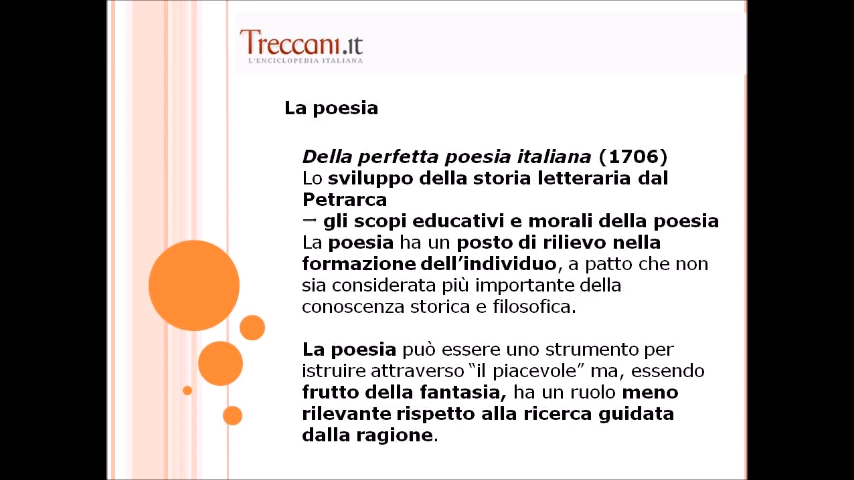 Treccani.it
L'ENCICLOPEDIA ITALIANA
La poesia
Della perfetta poesia italiana (1706)
Lo sviluppo della storia letteraria dal
Petrarca
– gli scopi educativi e morali della poesia
La poesia ha un posto di rilievo nella
formazione dell’individuo, a patto che non
sia considerata più importante della
conoscenza storica e filosofica.
La poesia può essere uno strumento per
istruire attraverso “il piacevole” ma, essendo
frutto della fantasia, ha un ruolo meno
rilevante rispetto alla ricerca guidata
dalla ragione.